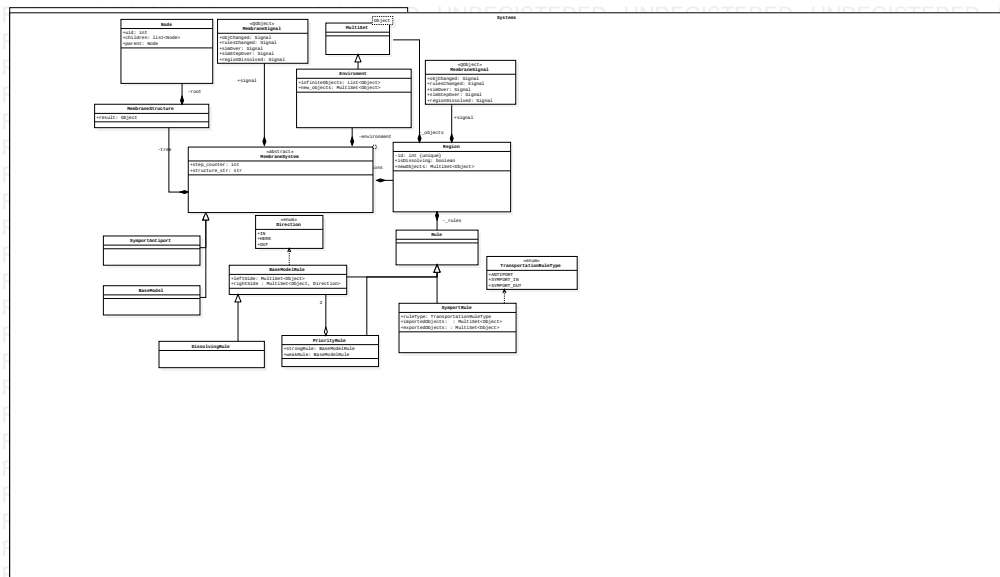 UNREGISTERED UNREGISTERED UNREGISTERED
Systems
Node
+uid: int
+children: list<Node>
+parent: Node
«QObject»
MembraneSignal
+objChanged: Signal
+rulesChanged: Signal
+simOver: Signal
+simStepOver: Signal
+regionDissolved: Signal
Object
MultiSet
«QObject»
MembraneSignal
+objChanged: Signal
+rulesChanged: Signal
+simOver: Signal
+simStepOver: Signal
+regionDissolved: Signal
Environment
+infiniteObjects: List<Object>
+new_objects: MultiSet<Object>
+signal
-root
MembraneStructure
+result: Object
+signal
-environment
-_objects
-tree
«abstract»
MembraneSystem
+step_counter: int
+structure_str: str
Region
-id: int {unique}
+isDissolving: boolean
+newObjects: MultiSet<Object>
-_rules
«enum»
Direction
+IN
+HERE
+OUT
Rule
SymportAntiport
«enum»
TransportationRuleType
+ANTIPORT
+SYMPORT_IN
+SYMPORT_OUT
BaseModelRule
+leftSide: MultiSet<Object>
+rightSide : MultiSet<Object, Direction>
BaseModel
2
SymportRule
+ruleType: TransportationRuleType
+importedObjects: : MultiSet<Object>
+exportedObjects: : MultiSet<Object>
DissolvingRule
PriorityRule
+strongRule: BaseModelRule
+weakRule: BaseModelRule